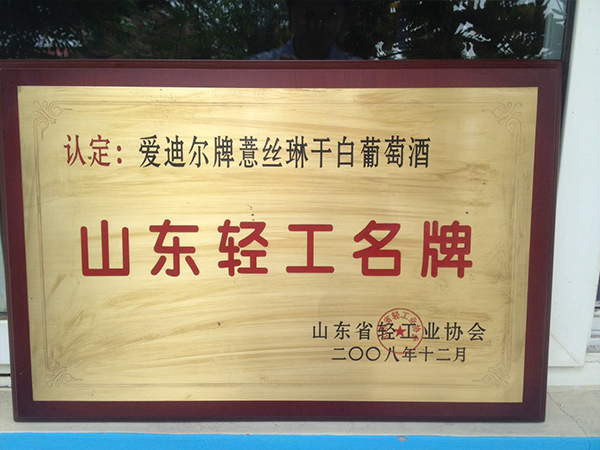 认定：爱迪尔牌薏丝琳干白葡萄酒
山东轻工名牌
山东省轻工业协会
二〇〇八年十二月